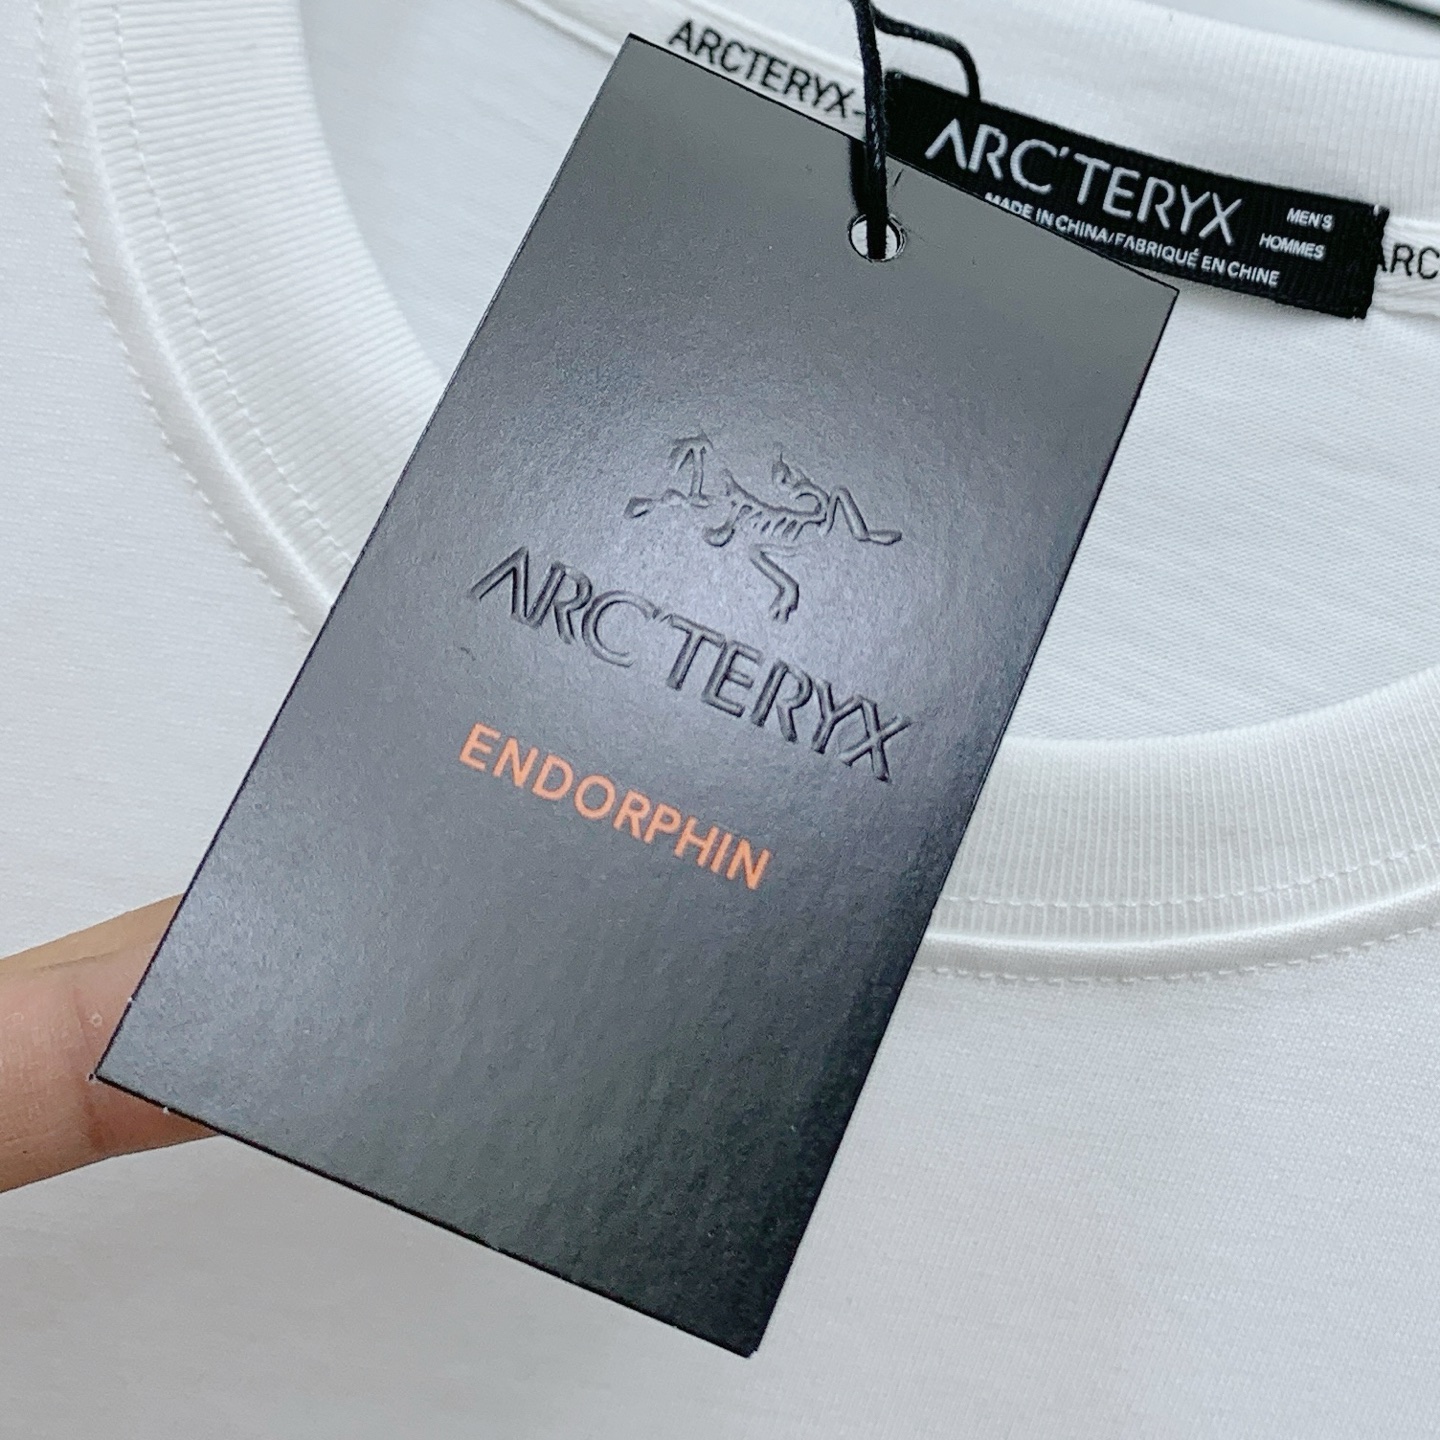 ARCTERYX-
ARC'TERYX
MEN'S
HOMMES
MADE IN CHINA/FABRIQUÉ EN CHINE
ARC
ARC'TERYX
ENDORPHIN